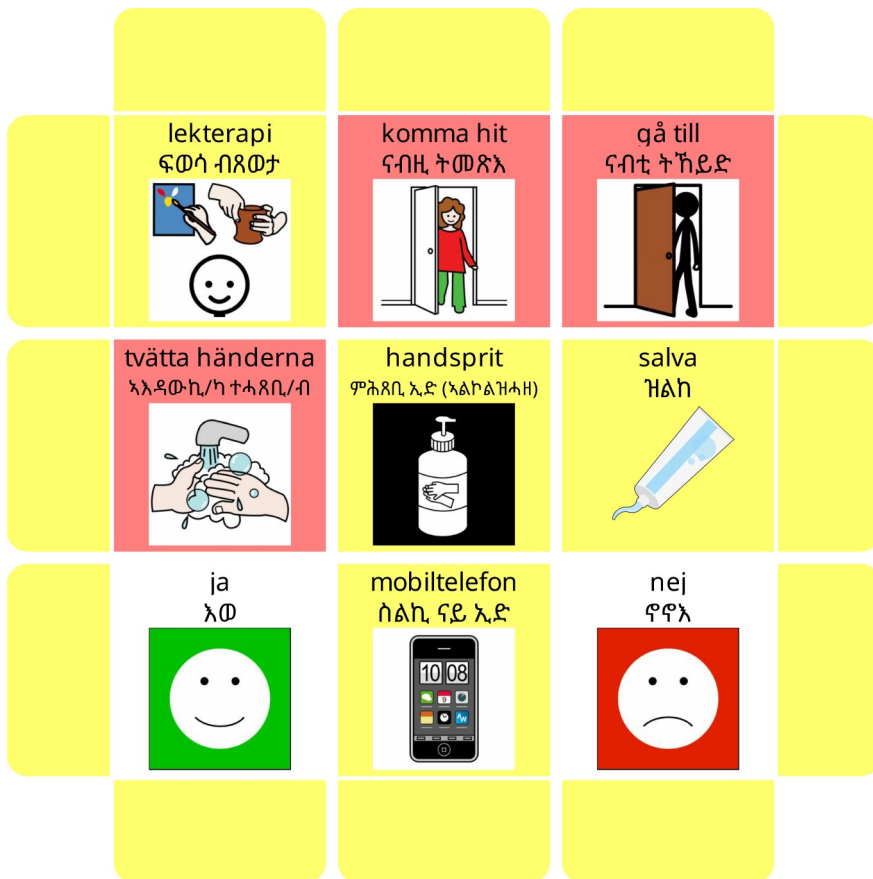 lekterapi
ፍወሳ ብጸወታ
komma hit
ናብዚ ትመጽእ
gå till
ናብቲ ትኸይድ
tvätta händerna
ኣእዳውኪ/ካ ተሓጸቢ/ብ
handsprit
ምሕጸቢ ኢድ (ኣልኮልዝሓዘ)
salva
ዝልከ
ja
እወ
mobiltelefon
ስልኪ ናይ ኢድ
10 08
9
nej
ኖኖእ